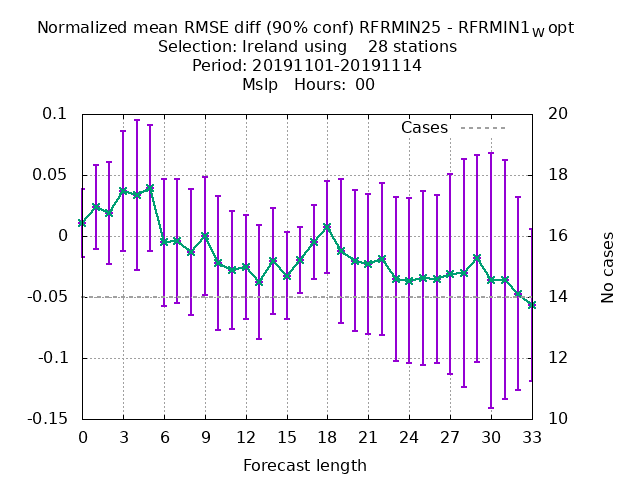 Normalized mean RMSE diff (90% conf) RFRMIN25 - RFRMIN1W opt
Selection: Ireland using 28 stations
Period: 20191101-20191114
Mslp Hours: 00
Cases
0.1
0.05
0
-0.05
-0.1
-0.15
20
18
16
14
12
10
No cases
0 3 6 9 12 15 18 21 24 27 30 33
Forecast length